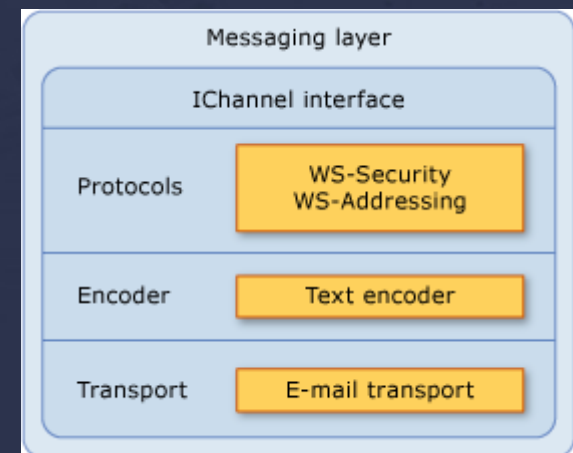 Messaging layer
IChannel interface
Protocols
WS-Security
WS-Addressing
Encoder
Text encoder
Transport
E-mail transport